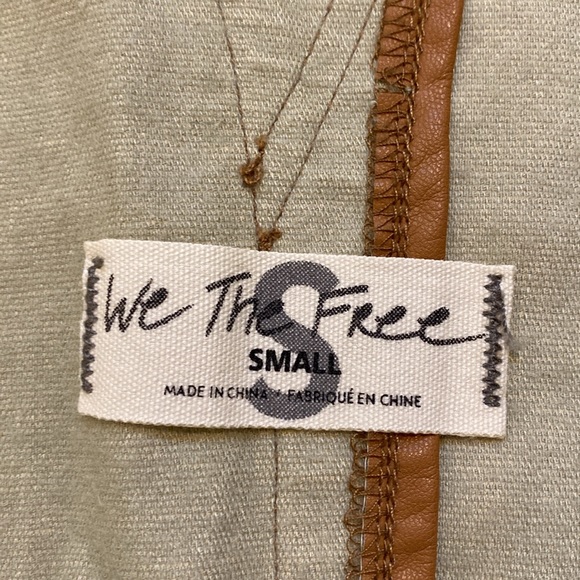 We The Free
S
SMALL
MADE IN CHINA • FABRIQUÉ EN CHINE